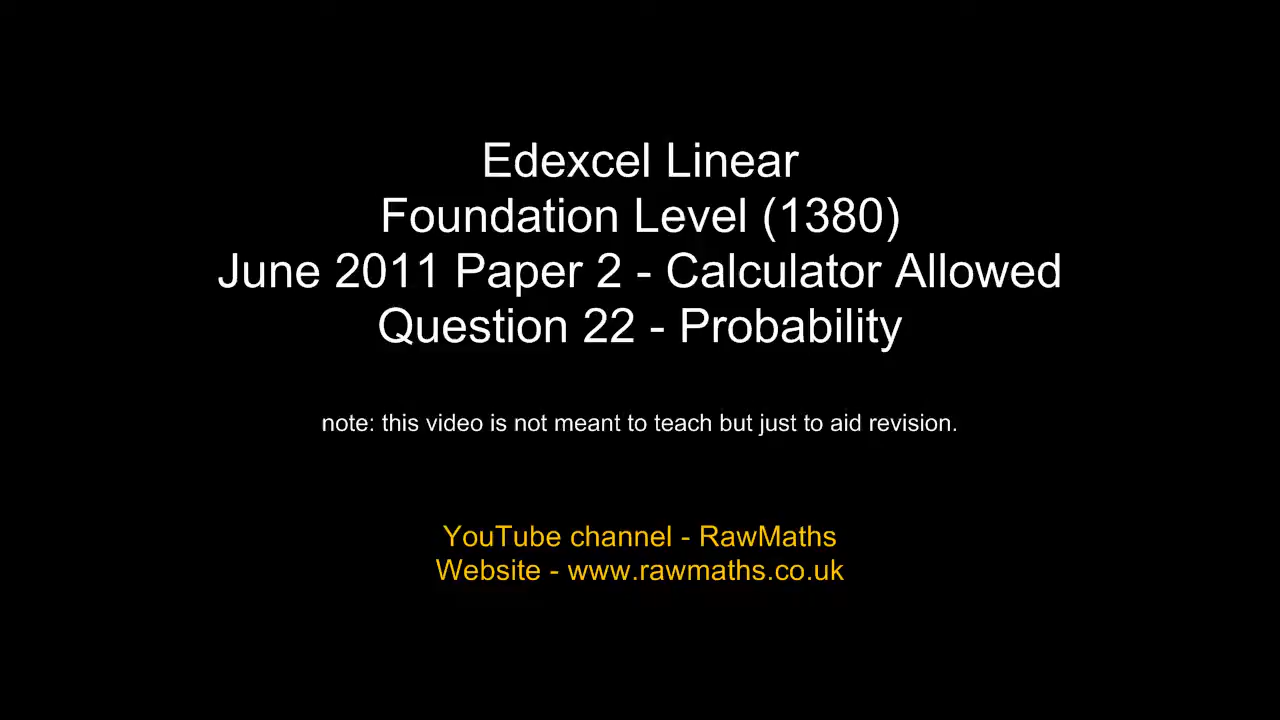 Edexcel Linear
Foundation Level (1380)
June 2011 Paper 2 - Calculator Allowed
Question 22 - Probability
note: this video is not meant to teach but just to aid revision.
YouTube channel - RawMaths
Website - www.rawmaths.co.uk